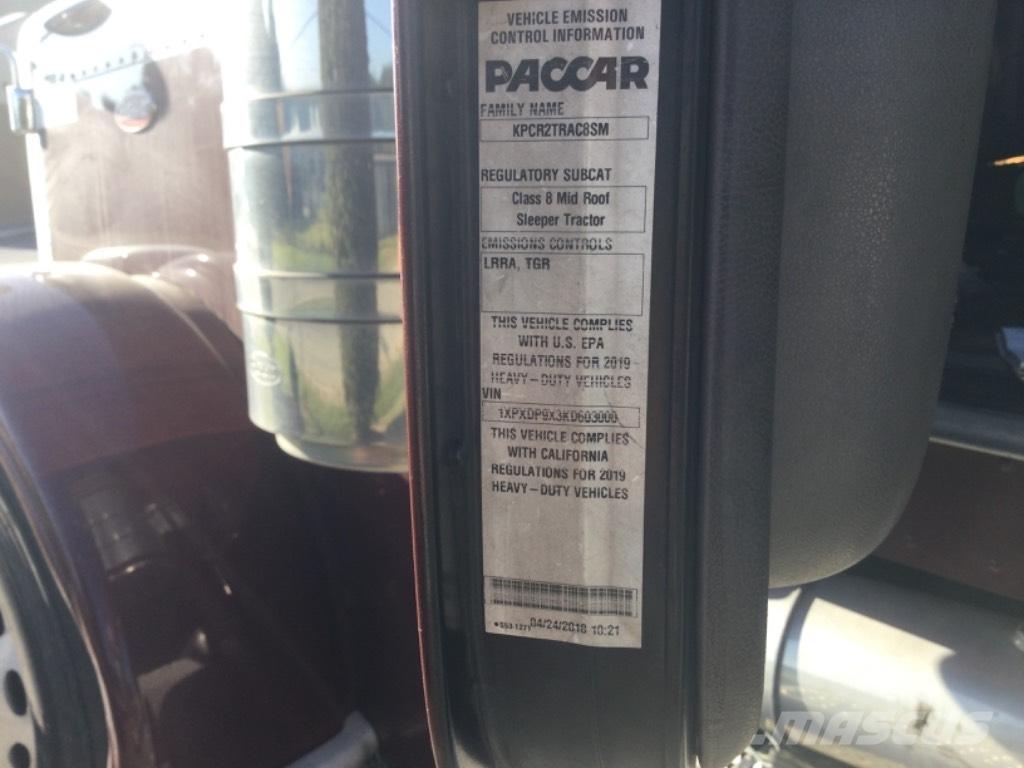 VEHICLE EMISSION
CONTROL INFORMATION
PACCAR
FAMILY NAME
KPCR2TRAC8SM
REGULATORY SUBCAT
Class 8 Mid Roof
Sleeper Tractor
EMISSIONS CONTROLS
LRRA, TGR
THIS VEHICLE COMPLIES
WITH U.S. EPA
REGULATIONS FOR 2019
HEAVY-DUTY VEHICLES
VIN
1XPXDP9X3KD603000
THIS VEHICLE COMPLIES
WITH CALIFORNIA
REGULATIONS FOR 2019
HEAVY-DUTY VEHICLES
04/24/2018 10:21
MASCUS